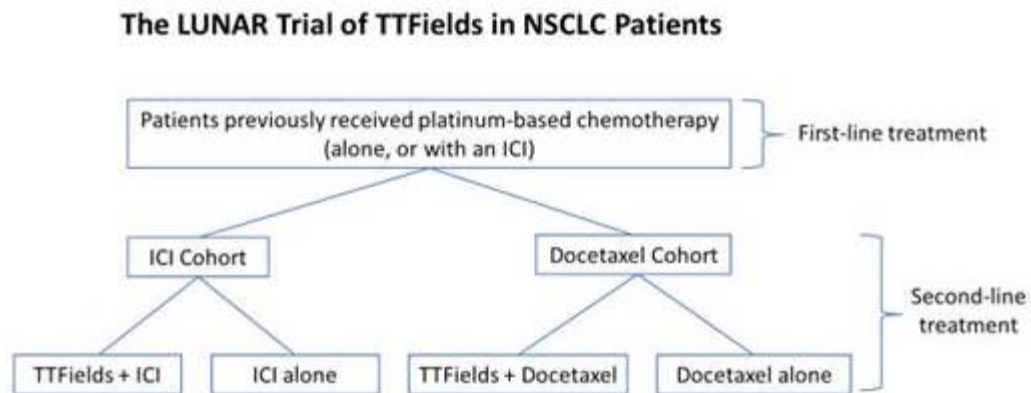 The LUNAR Trial of TTFields in NSCLC Patients
Patients previously received platinum-based chemotherapy
(alone, or with an ICI)
First-line treatment
ICI Cohort
Docetaxel Cohort
Second-line
treatment
TTFields + ICI
ICI alone
TTFields + Docetaxel
Docetaxel alone